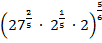 (27^{2/5} · 2^{1/5} · 2)^{5/6}